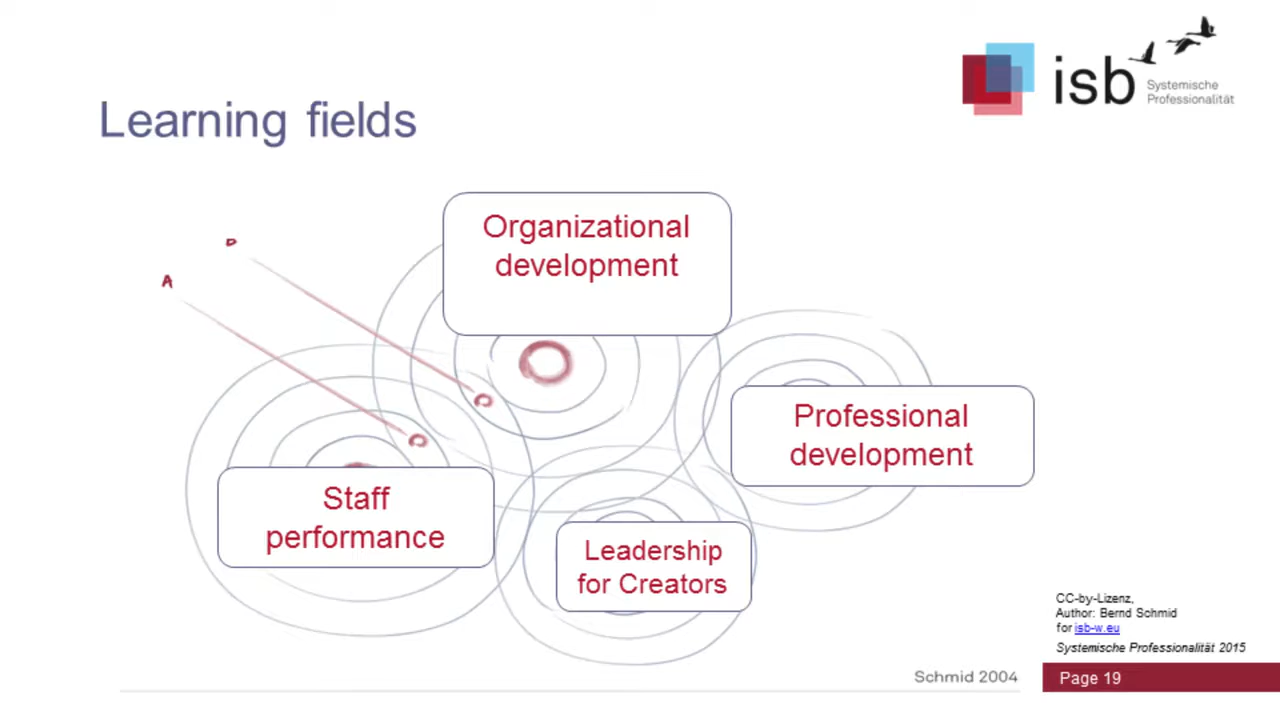 isb
Systemische
Professionalität
Learning fields
Organizational
development
A
Professional
development
Staff
performance
Leadership
for Creators
CC-by-Lizenz,
Author: Bernd Schmid
for isb-w.eu
Systemische Professionalität 2015
Schmid 2004
Page 19